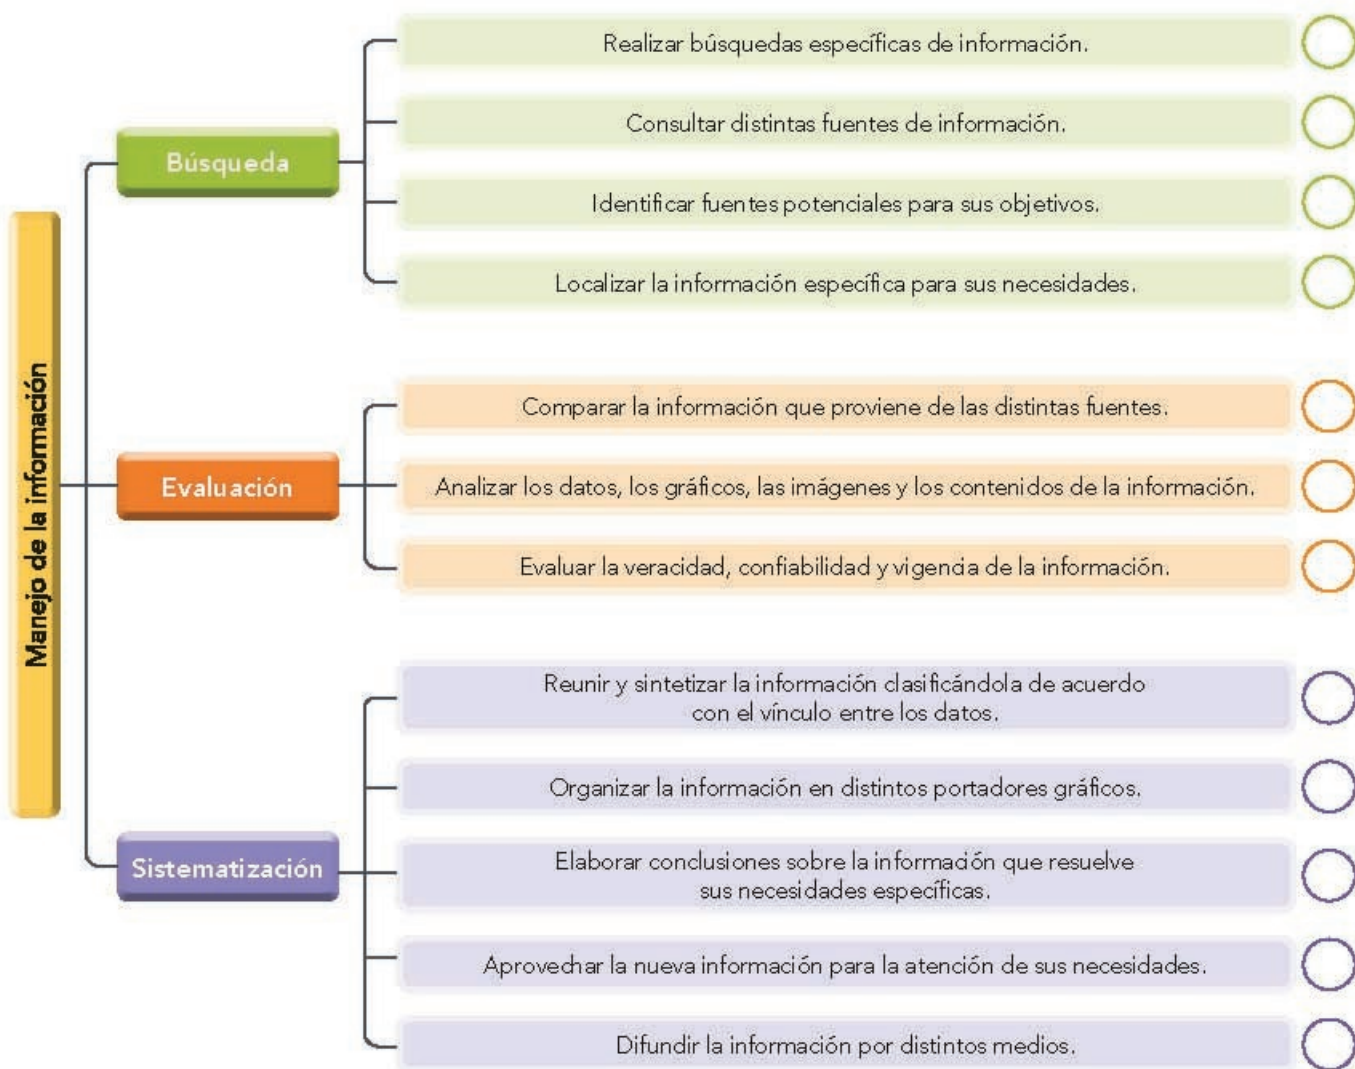 Manejo de la información
Búsqueda
Realizar búsquedas específicas de información.
Consultar distintas fuentes de información.
Identificar fuentes potenciales para sus objetivos.
Localizar la información específica para sus necesidades.
Evaluación
Comparar la información que proviene de las distintas fuentes.
Analizar los datos, los gráficos, las imágenes y los contenidos de la información.
Evaluar la veracidad, confiabilidad y vigencia de la información.
Sistematización
Reunir y sintetizar la información clasificándola de acuerdo
con el vínculo entre los datos.
Organizar la información en distintos portadores gráficos.
Elaborar conclusiones sobre la información que resuelve
sus necesidades específicas.
Aprovechar la nueva información para la atención de sus necesidades.
Difundir la información por distintos medios.